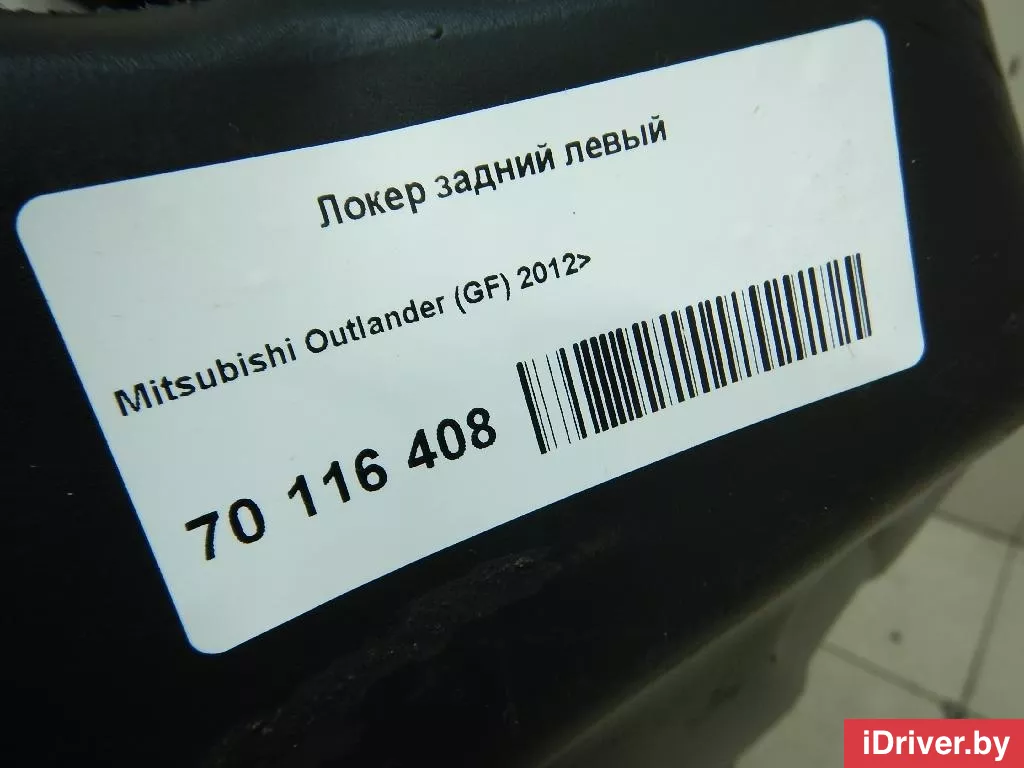 Локер задний левый
Mitsubishi Outlander (GF) 2012>
70 116 408
iDriver.by